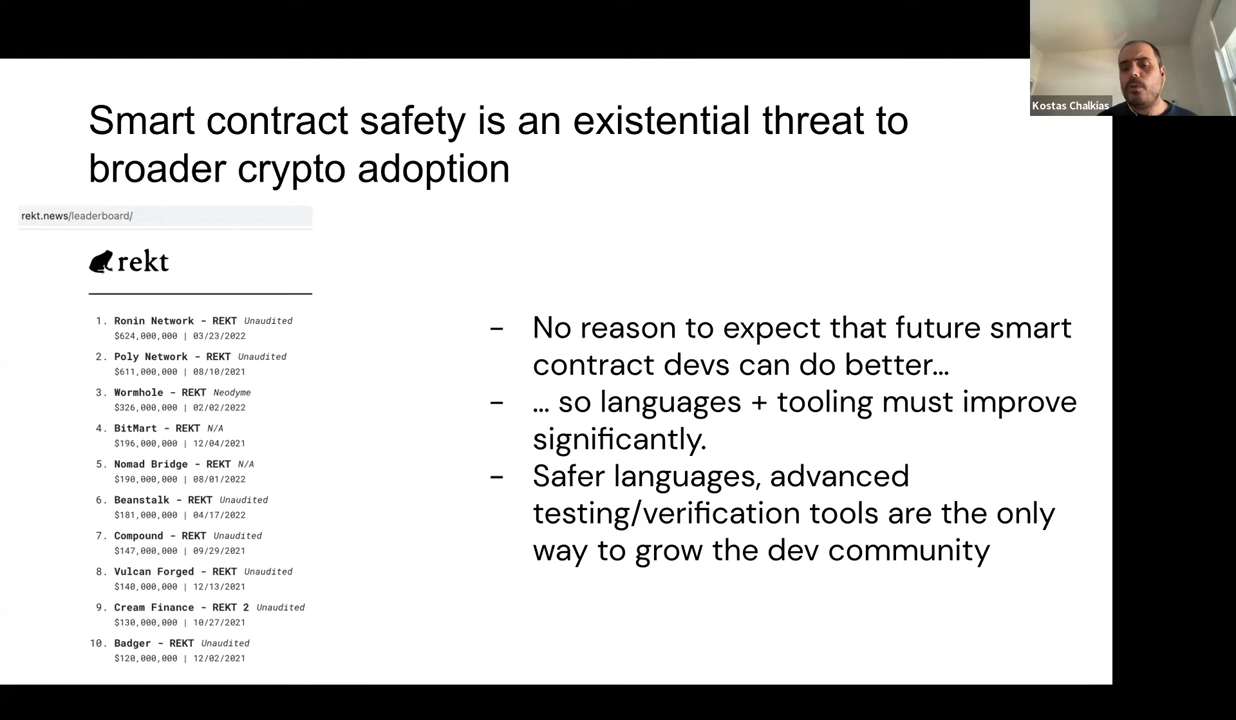 Kostas Chalkias
Smart contract safety is an existential threat to
broader crypto adoption
rekt.news/leaderboard/
rekt
1. Ronin Network - REKT Unaudited
$624,000,000 | 03/23/2022
2. Poly Network - REKT Unaudited
$611,000,000 | 08/10/2021
3. Wormhole - REKT Neodyme
$326,000,000 | 02/02/2022
4. BitMart - REKT N/A
$196,000,000 | 12/04/2021
5. Nomad Bridge - REKT N/A
$190,000,000 | 08/01/2022
6. Beanstalk - REKT Unaudited
$181,000,000 | 04/17/2022
7. Compound - REKT Unaudited
$147,000,000 | 09/29/2021
8. Vulcan Forged - REKT Unaudited
$140,000,000 | 12/13/2021
9. Cream Finance - REKT 2 Unaudited
$130,000,000 | 10/27/2021
10. Badger - REKT Unaudited
$120,000,000 | 12/02/2021
- No reason to expect that future smart
contract devs can do better...
- ... so languages + tooling must improve
significantly.
- Safer languages, advanced
testing/verification tools are the only
way to grow the dev community